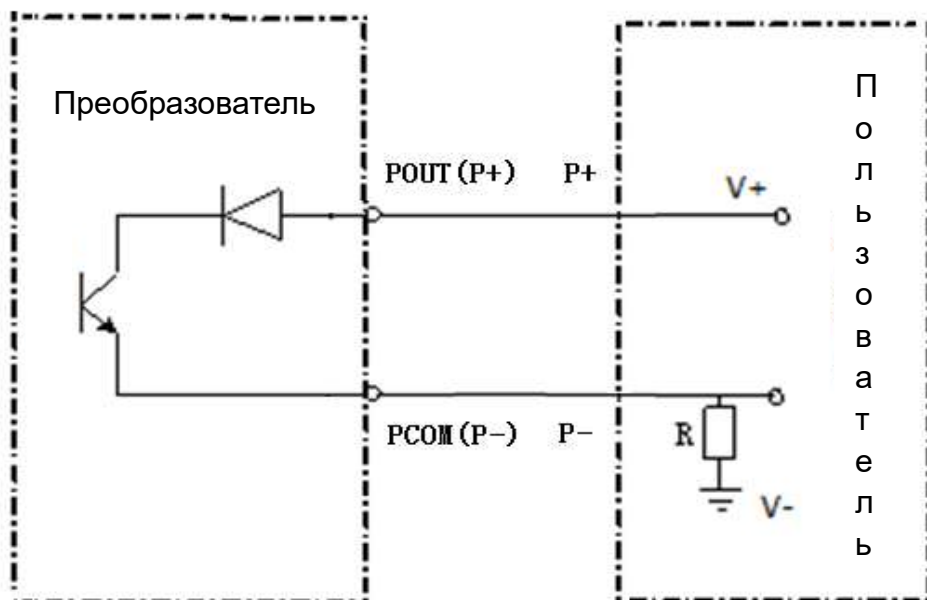 Преобразователь
POUT(P+) P+
V+
PCOM(P-) P-
R
V-
Пользователь